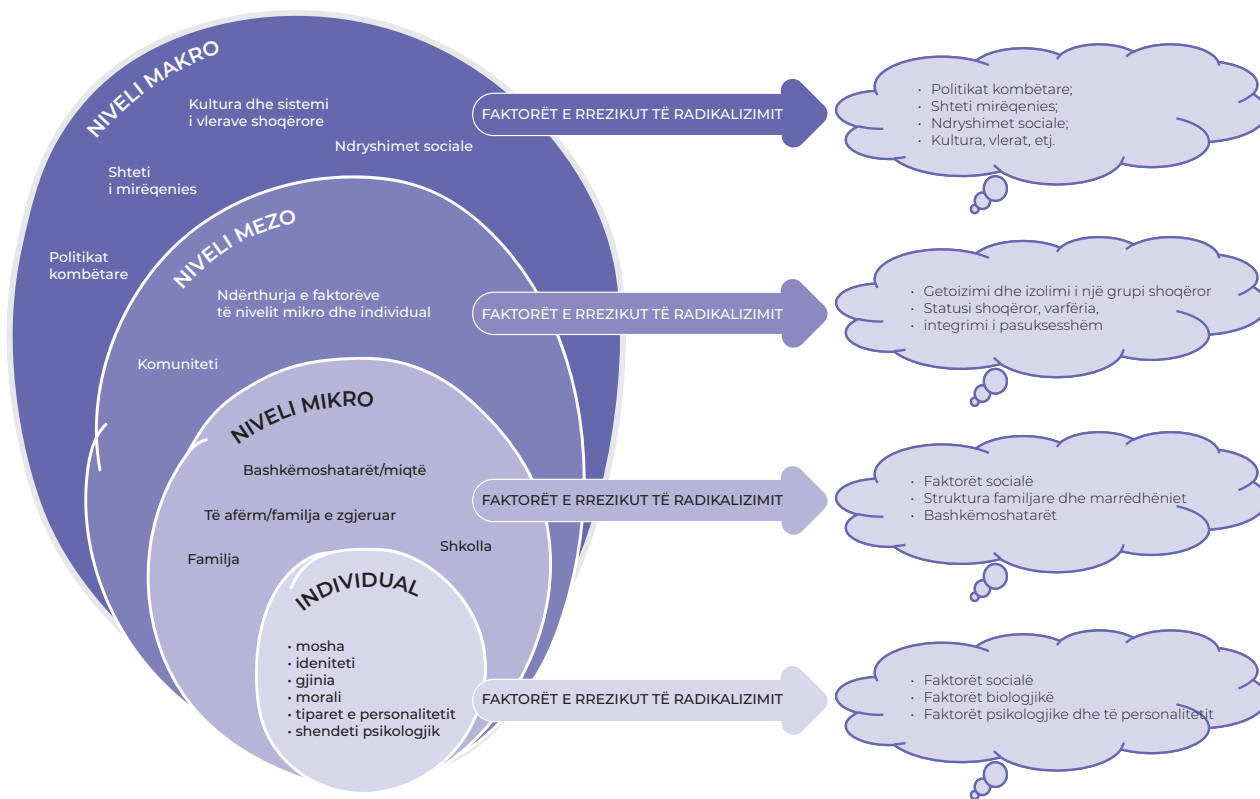 NIVELI MAKRO
Kultura dhe sistemi
i vlerave shoqërore
Ndryshimet sociale
Shteti
i mirëqenies
Politikat
kombëtare
FAKTORËT E RREZIKUT TË RADIKALIZIMIT
• Politikat kombëtare;
• Shteti mirëqenies;
• Ndryshimet sociale;
• Kultura, vlerat, etj.
NIVELI MEZO
Ndërthurja e faktorëve
të nivelit mikro dhe individual
Komuniteti
FAKTORËT E RREZIKUT TË RADIKALIZIMIT
• Getoizimi dhe izolimi i një grupi shoqëror
• Statusi shoqëror, varfëria,
• integrimi i pasuksesshëm
NIVELI MIKRO
Bashkëmoshatarët/miqtë
Të afërm/familja e zgjeruar
Familja
Shkolla
FAKTORËT E RREZIKUT TË RADIKALIZIMIT
• Faktorët socialë
• Struktura familjare dhe marrëdhëniet
• Bashkëmoshatarët
INDIVIDUAL
• mosha
• ideniteti
• gjinia
• morali
• tiparet e personalitetit
• shendeti psikologjik
FAKTORËT E RREZIKUT TË RADIKALIZIMIT
• Faktorët socialë
• Faktorët biologjikë
• Faktorët psikologjike dhe të personalitetit